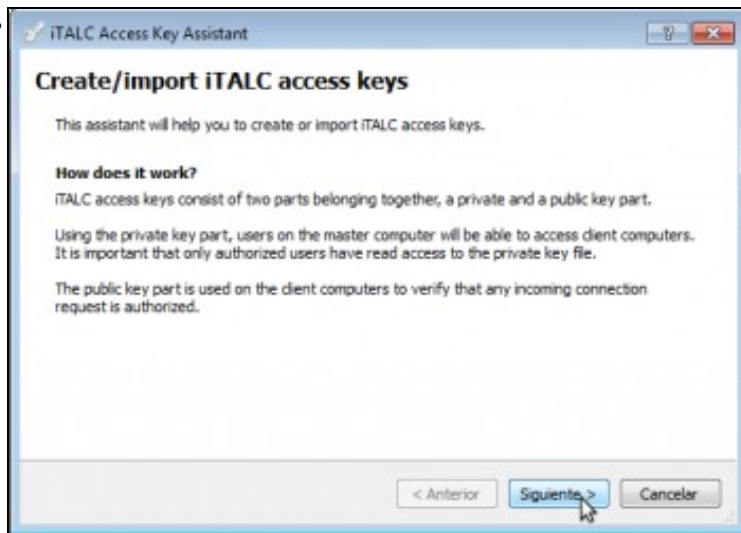 iTALC Access Key Assistant
Create/import iTALC access keys
This assistant will help you to create or import iTALC access keys.
How does it work?
iTALC access keys consist of two parts belonging together, a private and a public key part.
Using the private key part, users on the master computer will be able to access client computers.
It is important that only authorized users have read access to the private key file.
The public key part is used on the client computers to verify that any incoming connection
request is authorized.
< Anterior Siguiente > Cancelar